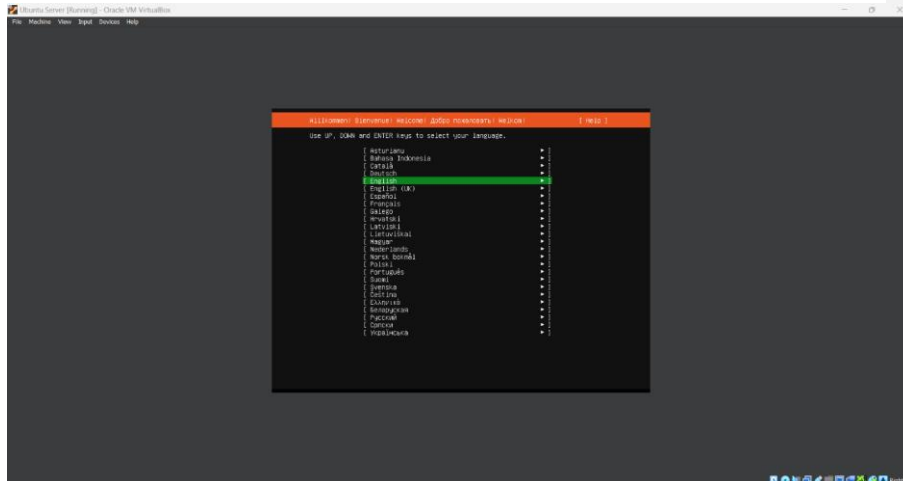 Ubuntu Server [Running] - Oracle VM VirtualBox
File Machine View Input Devices Help
Willkommen! Bienvenue! Welcome! Добро пожаловать! Welkom! [ Help ]
Use UP, DOWN and ENTER keys to select your language.
[ Asturianu ▸ ]
[ Bahasa Indonesia ▸ ]
[ Català ▸ ]
[ Deutsch ▸ ]
[ English ▸ ]
[ English (UK) ▸ ]
[ Español ▸ ]
[ Français ▸ ]
[ Galego ▸ ]
[ Hrvatski ▸ ]
[ Latviski ▸ ]
[ Lietuviškai ▸ ]
[ Magyar ▸ ]
[ Nederlands ▸ ]
[ Norsk bokmål ▸ ]
[ Polski ▸ ]
[ Português ▸ ]
[ Suomi ▸ ]
[ Svenska ▸ ]
[ Čeština ▸ ]
[ Ελληνικά ▸ ]
[ Беларуская ▸ ]
[ Русский ▸ ]
[ Српски ▸ ]
[ Українська ▸ ]